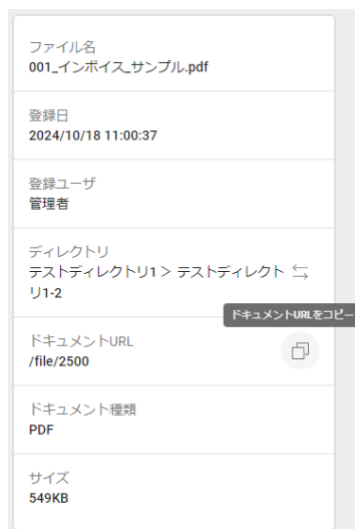 ファイル名
001_インボイス_サンプル.pdf
登録日
2024/10/18 11:00:37
登録ユーザ
管理者
ディレクトリ
テストディレクトリ1 > テストディレクト
リ1-2
ドキュメントURLをコピー
ドキュメントURL
/file/2500
ドキュメント種類
PDF
サイズ
549KB